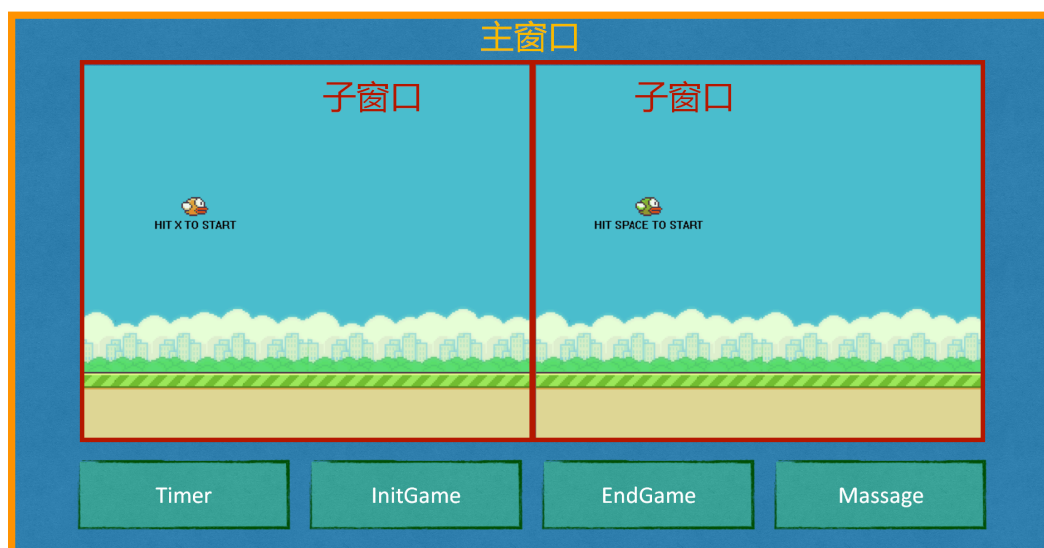 主窗口
子窗口
子窗口
HIT X TO START
HIT SPACE TO START
Timer
InitGame
EndGame
Massage